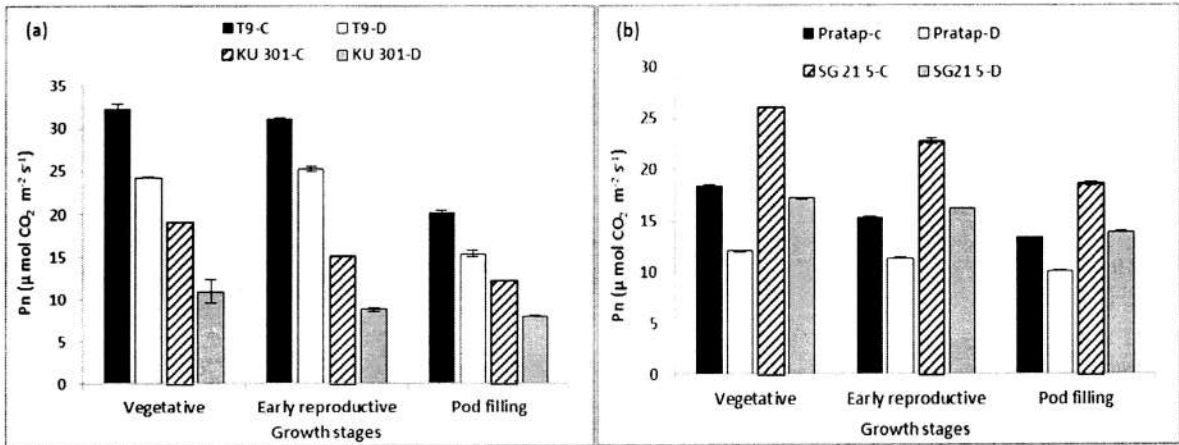 (a)
T9-C
T9-D
KU 301-C
KU 301-D
Pn (µ mol CO₂ m⁻² s⁻¹)
35
30
25
20
15
10
5
0
Vegetative
Early reproductive
Pod filling
Growth stages
(b)
Pratap-c
Pratap-D
SG 21 5-C
SG21 5-D
Pn (µ mol CO₂ m⁻² s⁻¹)
30
25
20
15
10
5
0
Vegetative
Early reproductive
Pod filling
Growth stages